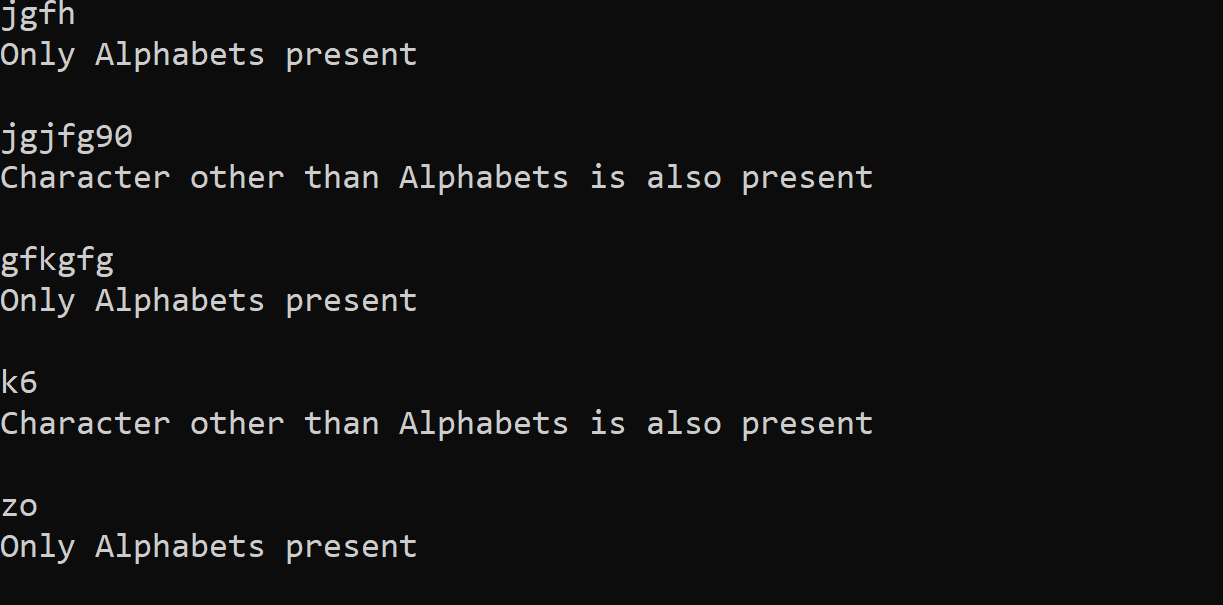 jgfh
Only Alphabets present
jgjfg90
Character other than Alphabets is also present
gfkgfg
Only Alphabets present
k6
Character other than Alphabets is also present
zo
Only Alphabets present